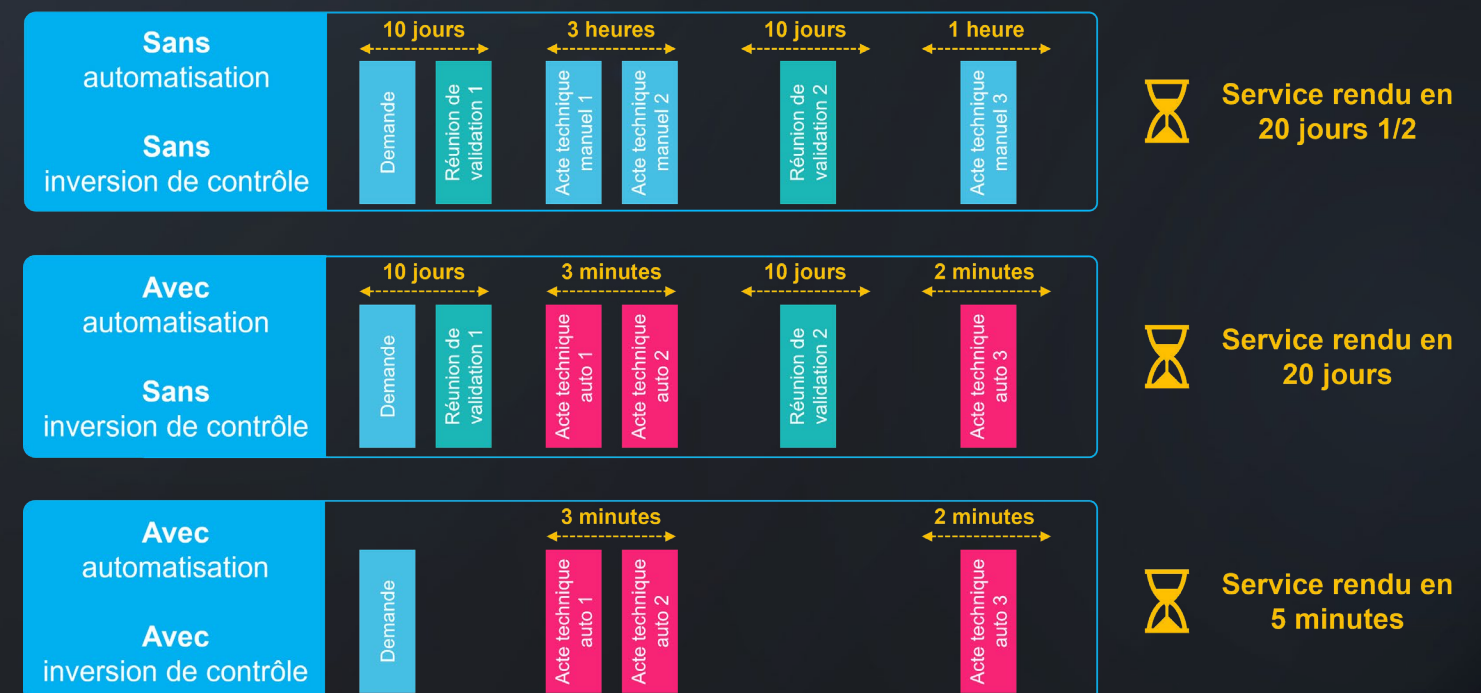 Sans
automatisation
Sans
inversion de contrôle
10 jours
3 heures
10 jours
1 heure
Demande
Réunion de
validation 1
Acte technique
manuel 1
Acte technique
manuel 2
Réunion de
validation 2
Acte technique
manuel 3
Service rendu en
20 jours 1/2
Avec
automatisation
Sans
inversion de contrôle
10 jours
3 minutes
10 jours
2 minutes
Demande
Réunion de
validation 1
Acte technique
auto 1
Acte technique
auto 2
Réunion de
validation 2
Acte technique
auto 3
Service rendu en
20 jours
Avec
automatisation
Avec
inversion de contrôle
3 minutes
2 minutes
Demande
Acte technique
auto 1
Acte technique
auto 2
Acte technique
auto 3
Service rendu en
5 minutes